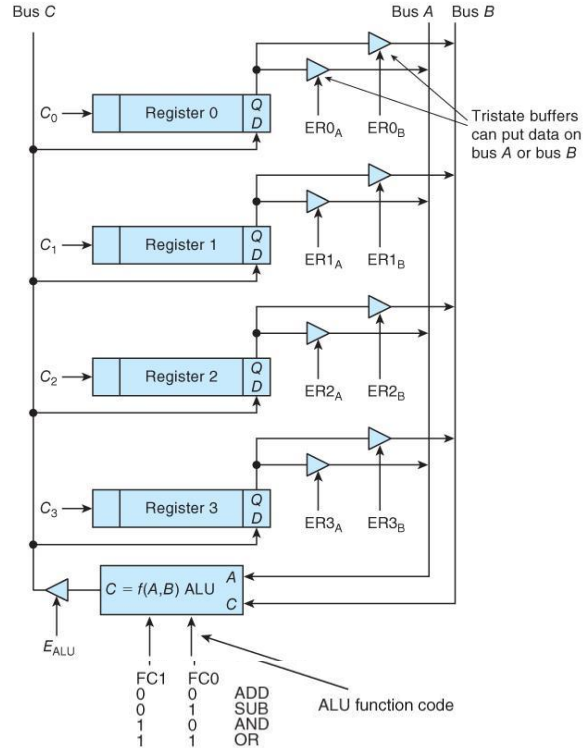 Bus C
Bus A
Bus B
C0
Register 0
Q
D
ER0A
ER0B
Tristate buffers
can put data on
bus A or bus B
C1
Register 1
Q
D
ER1A
ER1B
C2
Register 2
Q
D
ER2A
ER2B
C3
Register 3
Q
D
ER3A
ER3B
C = f(A,B) ALU
A
C
EALU
FC1 FC0
0 0 ADD
0 1 SUB
1 0 AND
1 1 OR
ALU function code